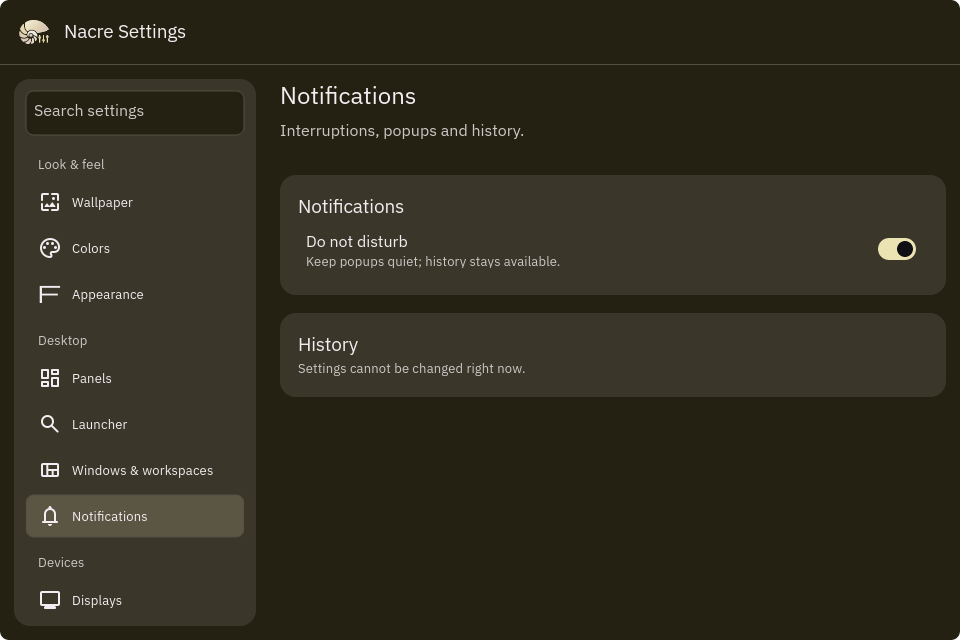 Nacre Settings
Search settings
Look & feel
Wallpaper
Colors
Appearance
Desktop
Panels
Launcher
Windows & workspaces
Notifications
Devices
Displays
Notifications
Interruptions, popups and history.
Notifications
Do not disturb
Keep popups quiet; history stays available.
History
Settings cannot be changed right now.